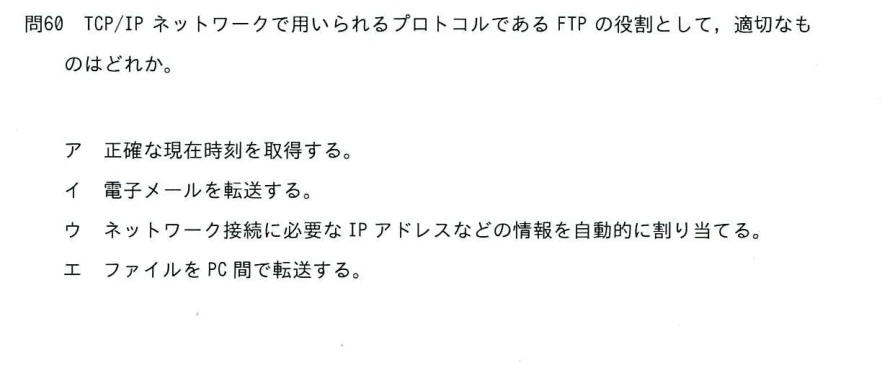 問60 TCP/IP ネットワークで用いられるプロトコルである FTP の役割として，適切なも
のはどれか。
ア 正確な現在時刻を取得する。
イ 電子メールを転送する。
ウ ネットワーク接続に必要な IP アドレスなどの情報を自動的に割り当てる。
エ ファイルを PC 間で転送する。